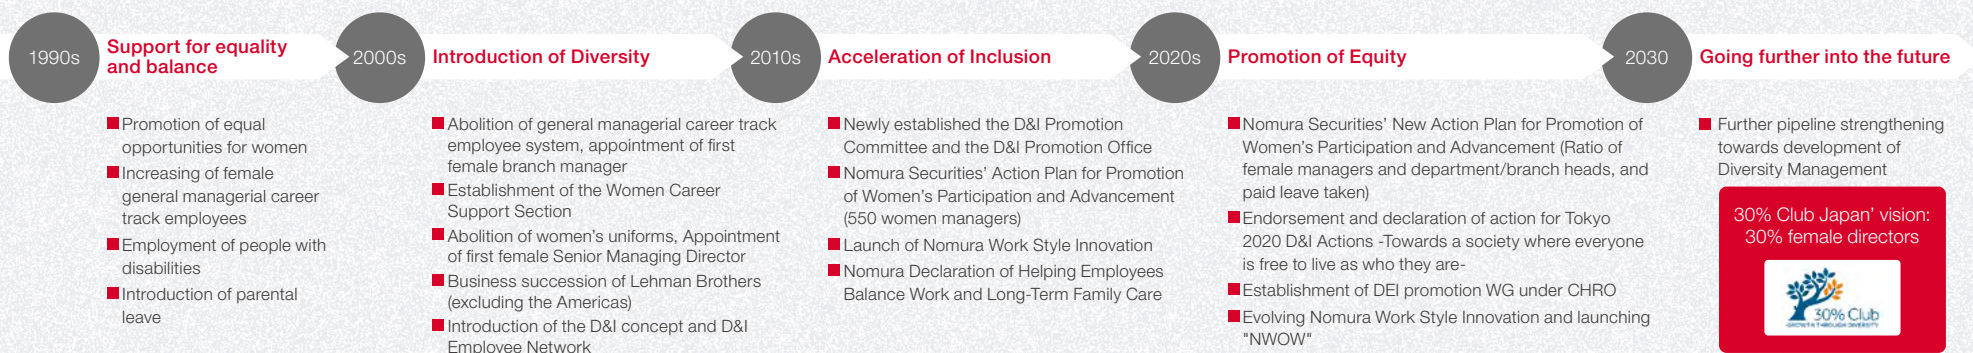 1990s
Support for equality
and balance
Promotion of equal
opportunities for women
Increasing of female
general managerial career
track employees
Employment of people with
disabilities
Introduction of parental
leave
2000s
Introduction of Diversity
Abolition of general managerial career track
employee system, appointment of first
female branch manager
Establishment of the Women Career
Support Section
Abolition of women's uniforms, Appointment
of first female Senior Managing Director
Business succession of Lehman Brothers
(excluding the Americas)
Introduction of the D&I concept and D&I
Employee Network
2010s
Acceleration of Inclusion
Newly established the D&I Promotion
Committee and the D&I Promotion Office
Nomura Securities' Action Plan for Promotion
of Women's Participation and Advancement
(550 women managers)
Launch of Nomura Work Style Innovation
Nomura Declaration of Helping Employees
Balance Work and Long-Term Family Care
2020s
Promotion of Equity
Nomura Securities' New Action Plan for Promotion of
Women's Participation and Advancement (Ratio of
female managers and department/branch heads, and
paid leave taken)
Endorsement and declaration of action for Tokyo
2020 D&I Actions -Towards a society where everyone
is free to live as who they are-
Establishment of DEI promotion WG under CHRO
Evolving Nomura Work Style Innovation and launching
"NWOW"
2030
Going further into the future
Further pipeline strengthening
towards development of
Diversity Management
30% Club Japan' vision:
30% female directors
30% Club
GROWTH THROUGH DIVERSITY